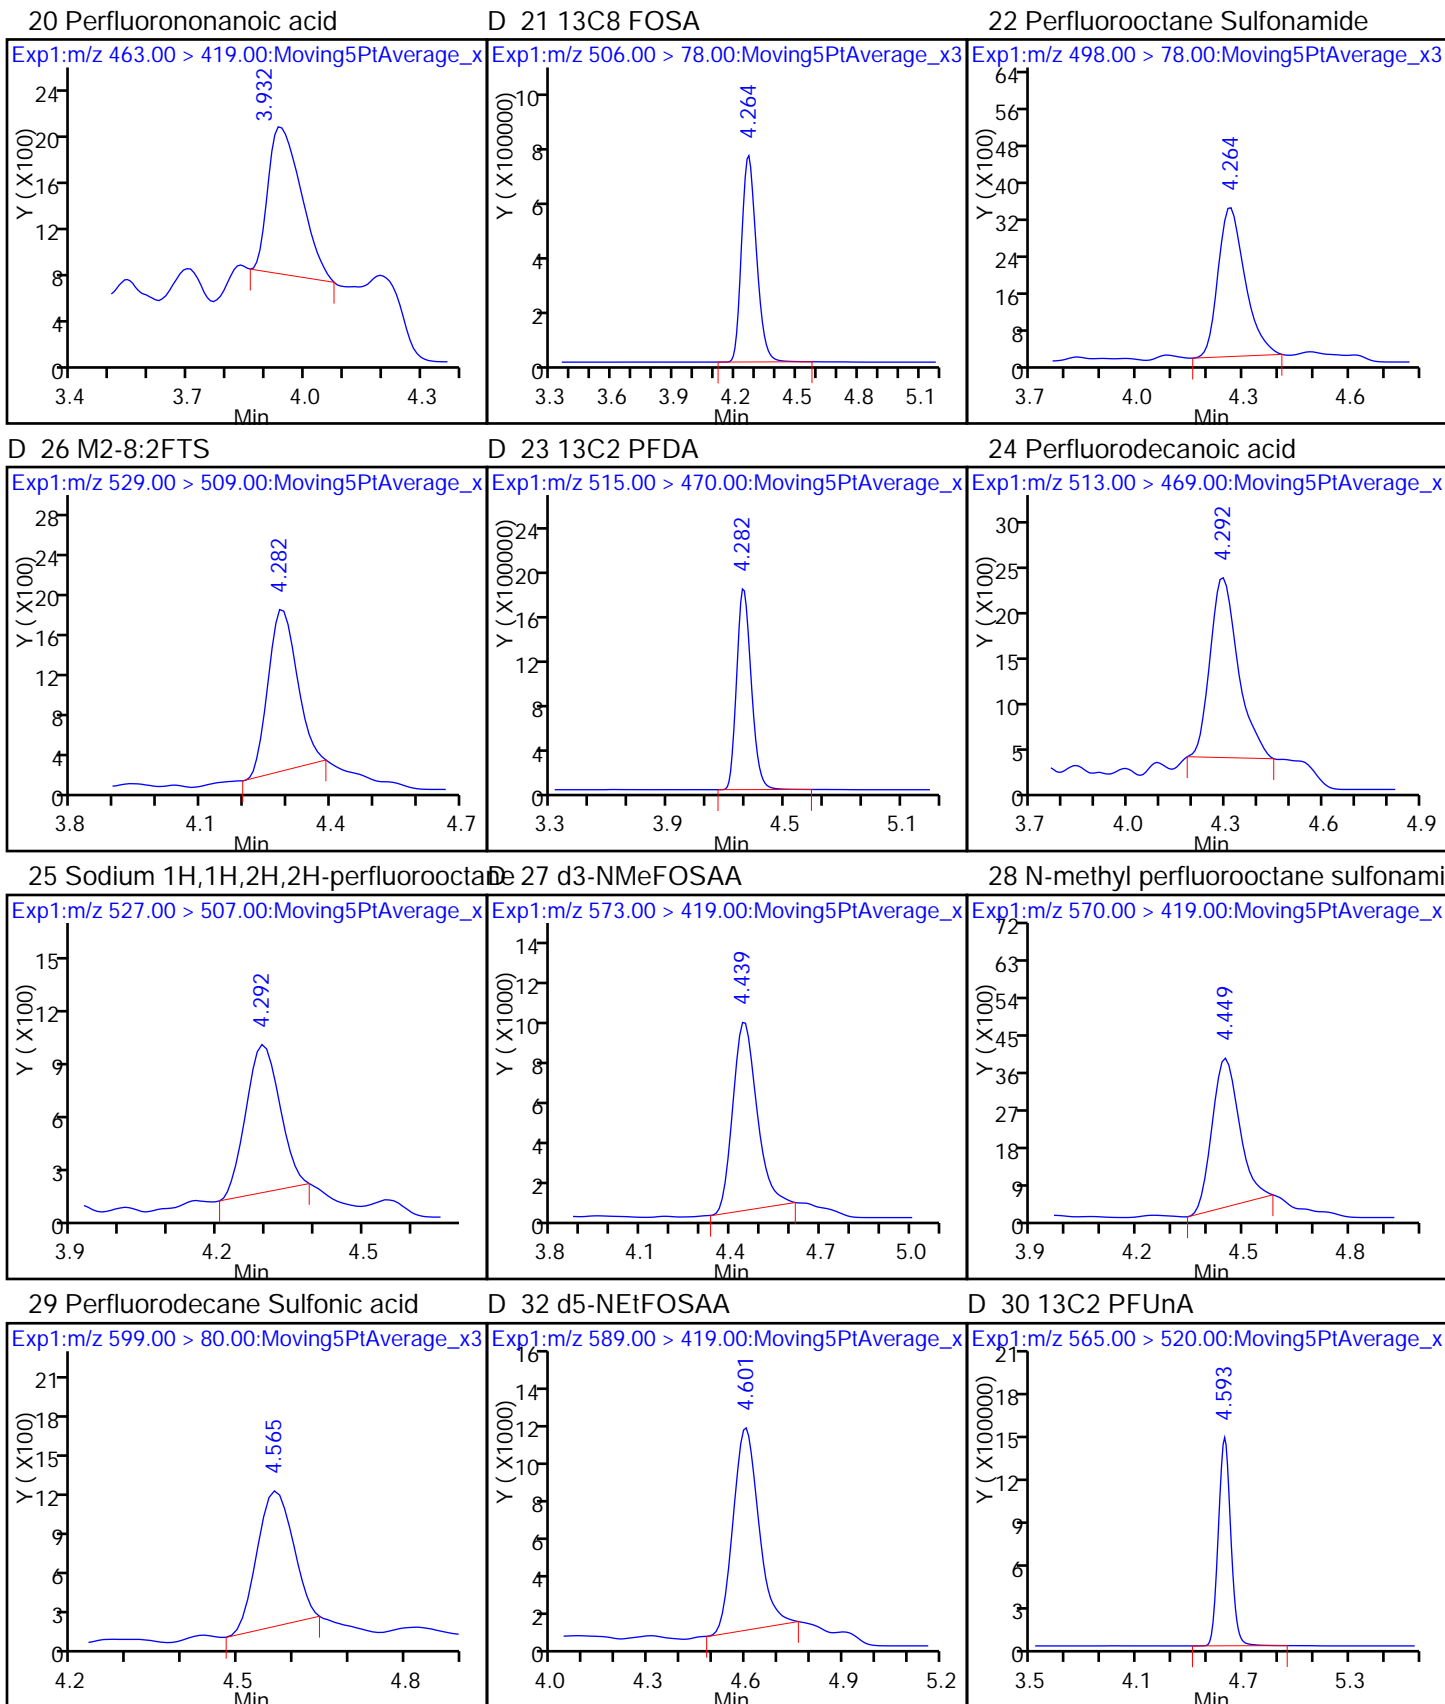 20 Perfluorononanoic acid
Exp1:m/z 463.00 > 419.00:Moving5PtAverage_x
Y ( X100)
24
20
16
12
8
4
0
3.932
3.4 3.7 4.0 4.3
Min
D 21 13C8 FOSA
Exp1:m/z 506.00 > 78.00:Moving5PtAverage_x3
Y ( X100000)
10
8
6
4
2
0
4.264
3.3 3.6 3.9 4.2 4.5 4.8 5.1
Min
22 Perfluorooctane Sulfonamide
Exp1:m/z 498.00 > 78.00:Moving5PtAverage_x3
Y ( X100)
64
56
48
40
32
24
16
8
0
4.264
3.7 4.0 4.3 4.6
Min
D 26 M2-8:2FTS
Exp1:m/z 529.00 > 509.00:Moving5PtAverage_x
Y ( X100)
28
24
20
16
12
8
4
0
4.282
3.8 4.1 4.4 4.7
Min
D 23 13C2 PFDA
Exp1:m/z 515.00 > 470.00:Moving5PtAverage_x
Y ( X100000)
24
20
16
12
8
4
0
4.282
3.3 3.9 4.5 5.1
Min
24 Perfluorodecanoic acid
Exp1:m/z 513.00 > 469.00:Moving5PtAverage_x
Y ( X100)
30
25
20
15
10
5
0
4.292
3.7 4.0 4.3 4.6 4.9
Min
25 Sodium 1H,1H,2H,2H-perfluorooctane
Exp1:m/z 527.00 > 507.00:Moving5PtAverage_x
Y ( X100)
15
12
9
6
3
0
4.292
3.9 4.2 4.5
Min
D 27 d3-NMeFOSAA
Exp1:m/z 573.00 > 419.00:Moving5PtAverage_x
Y ( X1000)
14
12
10
8
6
4
2
0
4.439
3.8 4.1 4.4 4.7 5.0
Min
28 N-methyl perfluorooctane sulfonami
Exp1:m/z 570.00 > 419.00:Moving5PtAverage_x
Y ( X100)
72
63
54
45
36
27
18
9
0
4.449
3.9 4.2 4.5 4.8
Min
29 Perfluorodecane Sulfonic acid
Exp1:m/z 599.00 > 80.00:Moving5PtAverage_x3
Y ( X100)
21
18
15
12
9
6
3
0
4.565
4.2 4.5 4.8
Min
D 32 d5-NEtFOSAA
Exp1:m/z 589.00 > 419.00:Moving5PtAverage_x
Y ( X1000)
16
14
12
10
8
6
4
2
0
4.601
4.0 4.3 4.6 4.9 5.2
Min
D 30 13C2 PFUnA
Exp1:m/z 565.00 > 520.00:Moving5PtAverage_x
Y ( X100000)
21
18
15
12
9
6
3
0
4.593
3.5 4.1 4.7 5.3
Min